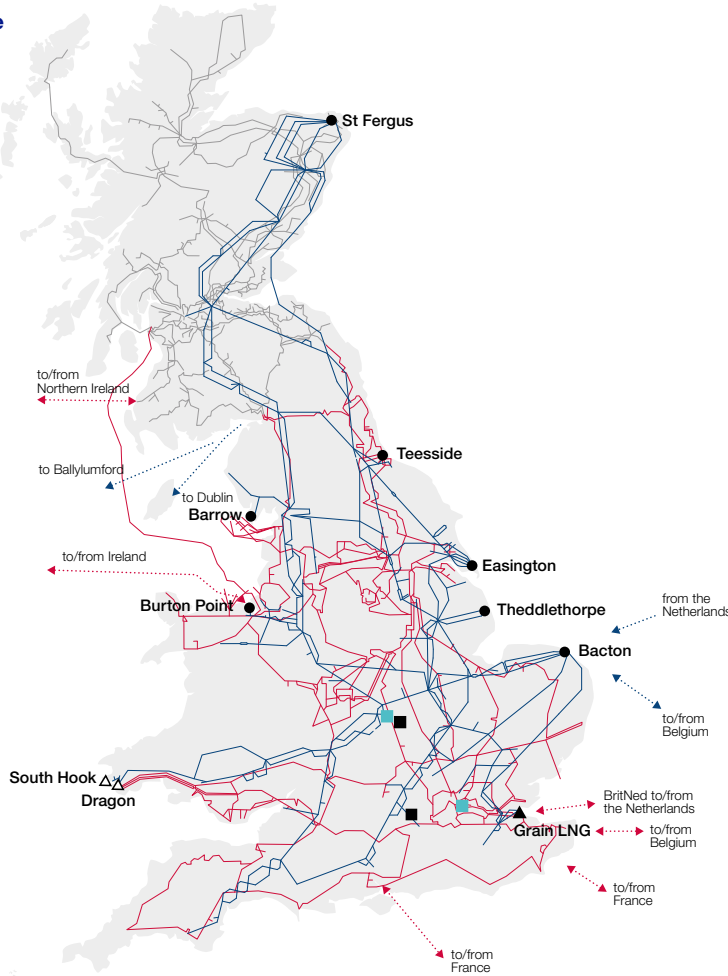 e
St Fergus
to/from
Northern Ireland
Teesside
to Ballylumford
to Dublin
Barrow
to/from Ireland
Easington
Burton Point
Theddlethorpe
from the
Netherlands
Bacton
to/from
Belgium
South Hook
Dragon
BritNed to/from
the Netherlands
Grain LNG
to/from
Belgium
to/from
France
to/from
France